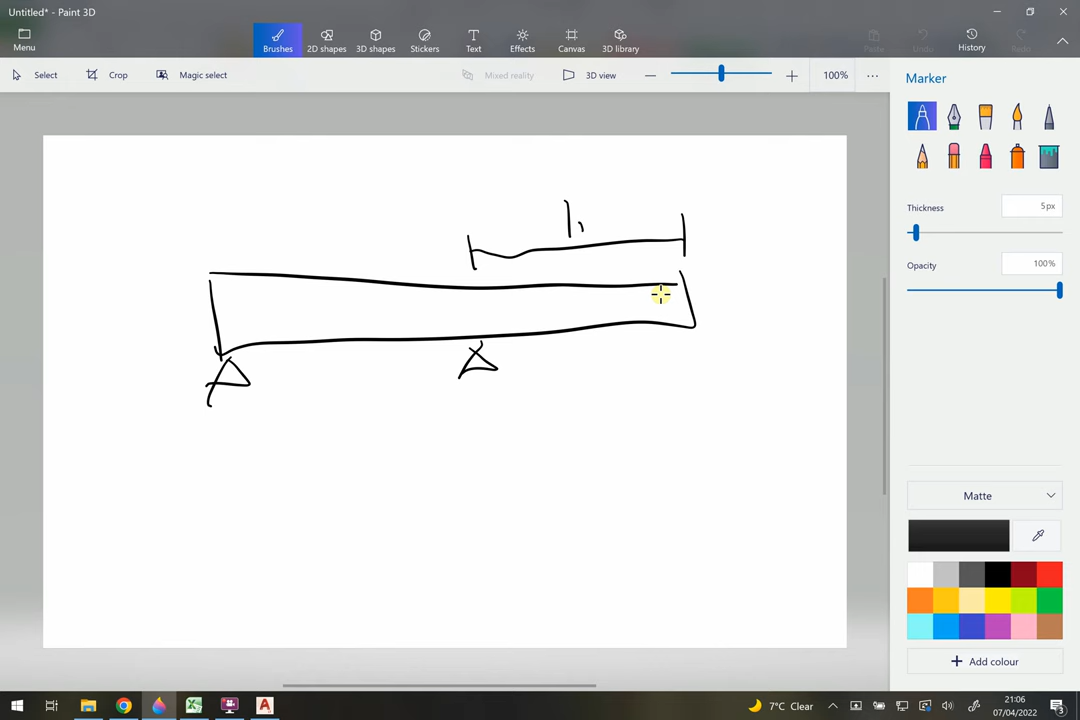 Untitled* - Paint 3D
Menu
Brushes
2D shapes
3D shapes
Stickers
Text
Effects
Canvas
3D library
Paste
Undo
History
Redo
Select
Crop
Magic select
Mixed reality
3D view
100%
Marker
Thickness
5px
Opacity
100%
Matte
Add colour
7°C Clear
21:06
07/04/2022
3